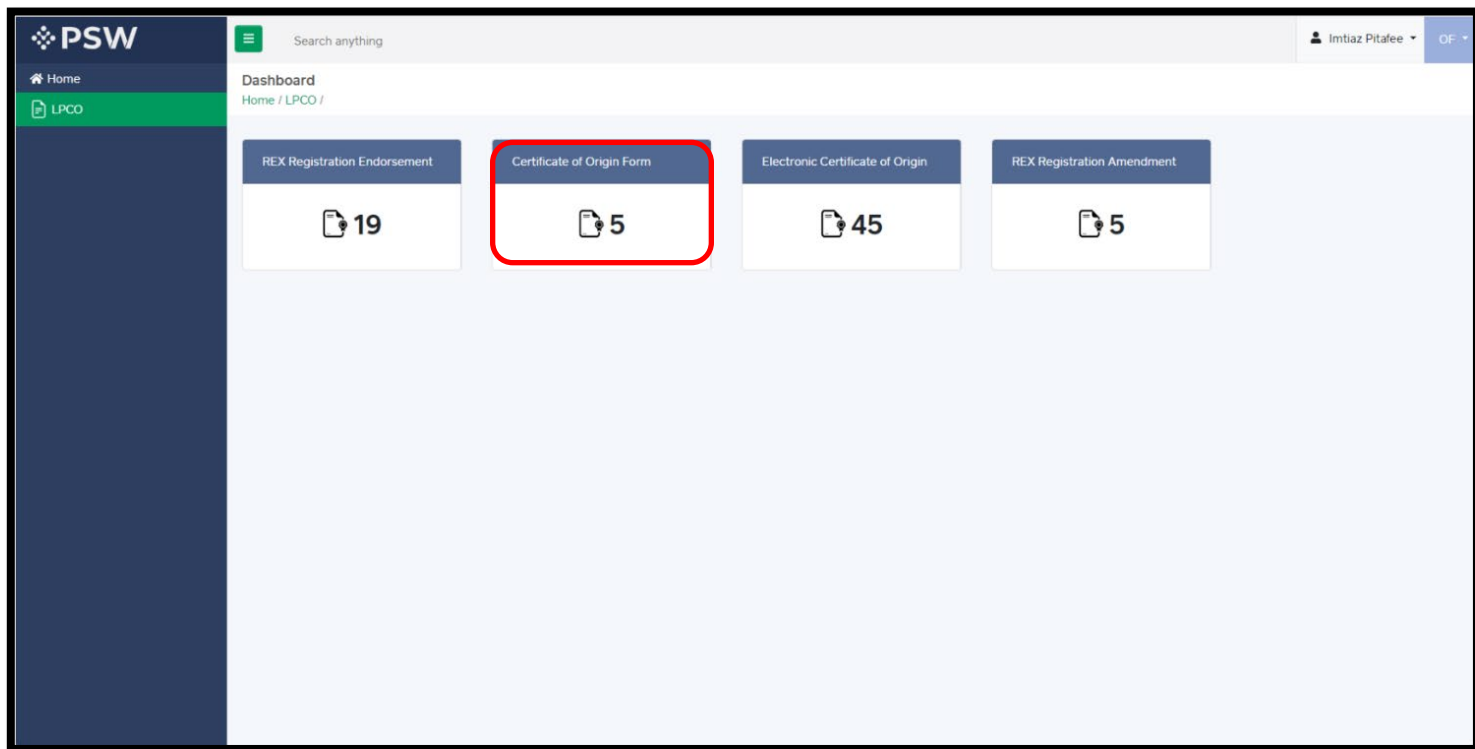 PSW
Search anything
Imtiaz Pitafee
OF
Home
LPCO
Dashboard
Home / LPCO /
REX Registration Endorsement
19
Certificate of Origin Form
5
Electronic Certificate of Origin
45
REX Registration Amendment
5